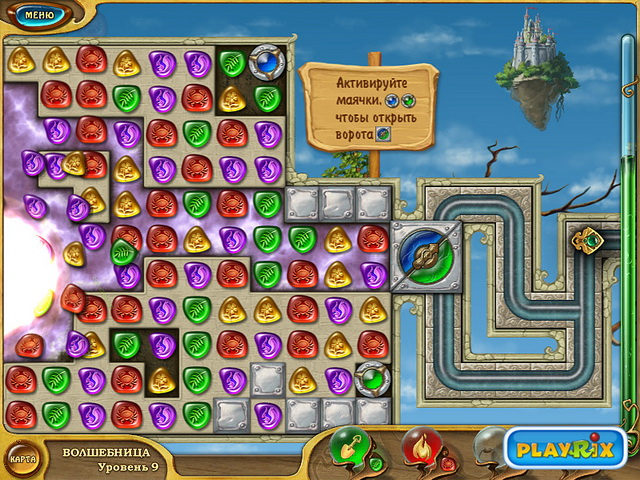 МЕНЮ
Активируйте
маячки,
чтобы открыть
ворота
КАРТА
ВОЛШЕБНИЦА
Уровень 9
PLAYRIX